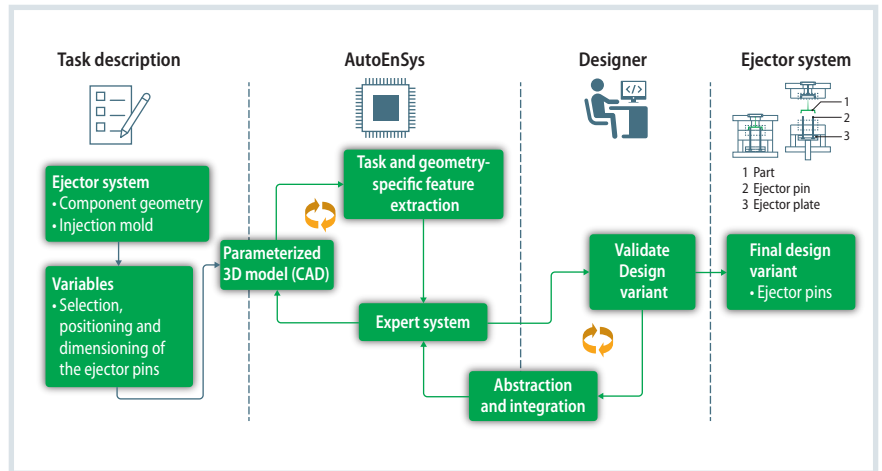 Task description
AutoEnSys
Designer
Ejector system
</>
1
2
3
1 Part
2 Ejector pin
3 Ejector plate
Ejector system
• Component geometry
• Injection mold
Variables
• Selection,
positioning and
dimensioning of
the ejector pins
Parameterized
3D model (CAD)
Task and geometry-
specific feature
extraction
Expert system
Abstraction
and integration
Validate
Design
variant
Final design
variant
• Ejector pins